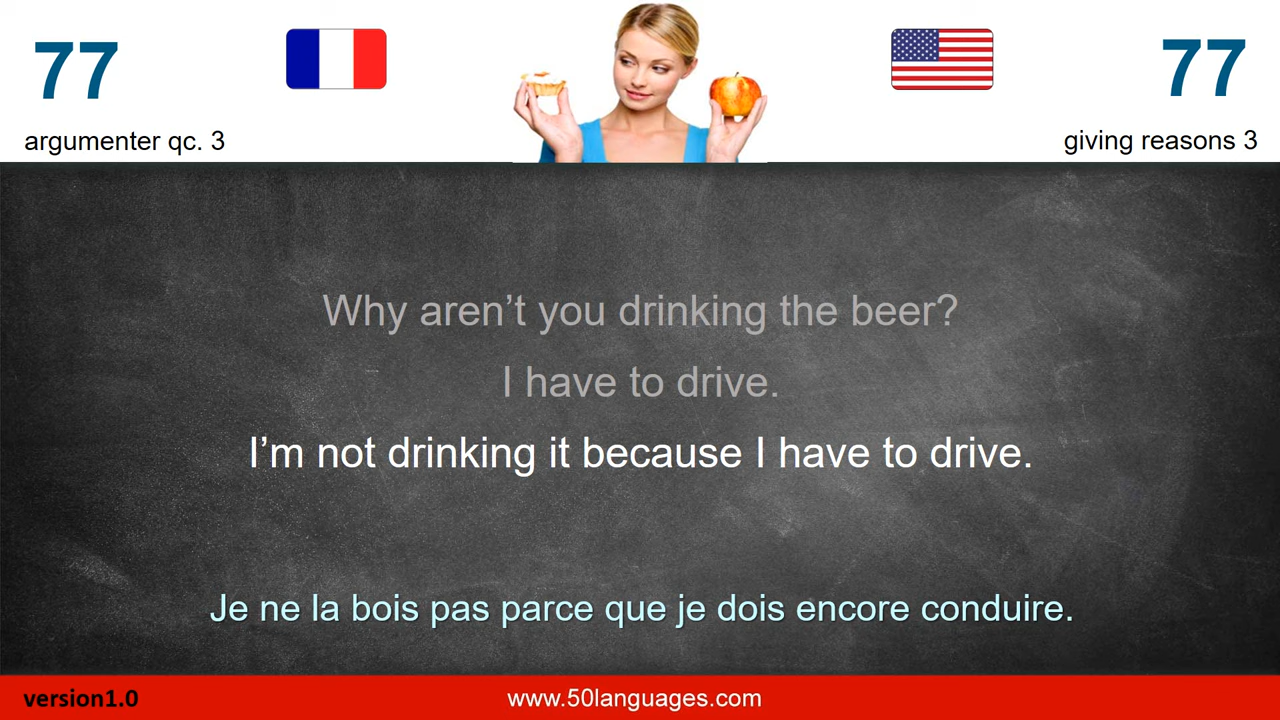 77
77
argumenter qc. 3
giving reasons 3
Why aren’t you drinking the beer?
I have to drive.
I’m not drinking it because I have to drive.
Je ne la bois pas parce que je dois encore conduire.
version1.0
www.50languages.com